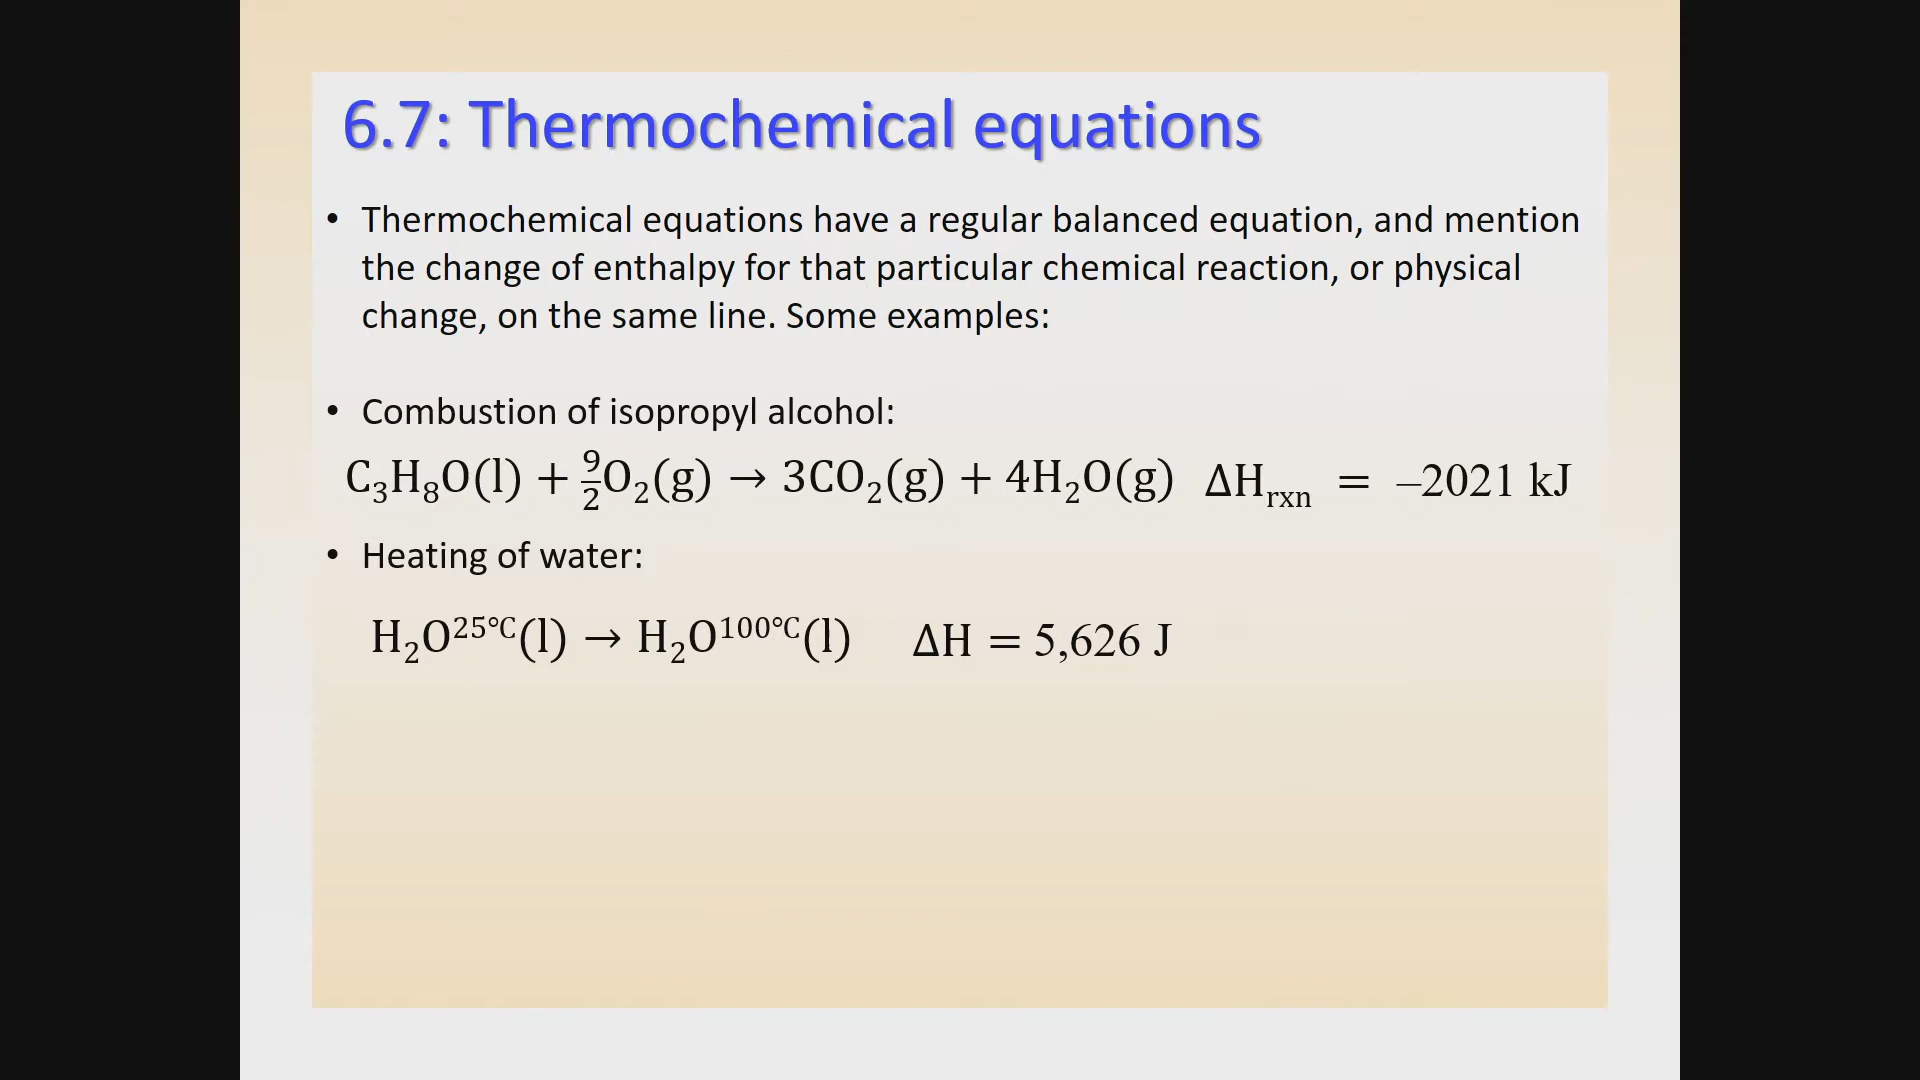 6.7: Thermochemical equations
• Thermochemical equations have a regular balanced equation, and mention
the change of enthalpy for that particular chemical reaction, or physical
change, on the same line. Some examples:
• Combustion of isopropyl alcohol:
C₃H₈O(l) + 9/2 O₂(g) → 3CO₂(g) + 4H₂O(g) ΔHrxn = –2021 kJ
• Heating of water:
H₂O²⁵°ᶜ(l) → H₂O¹⁰⁰°ᶜ(l) ΔH = 5,626 J